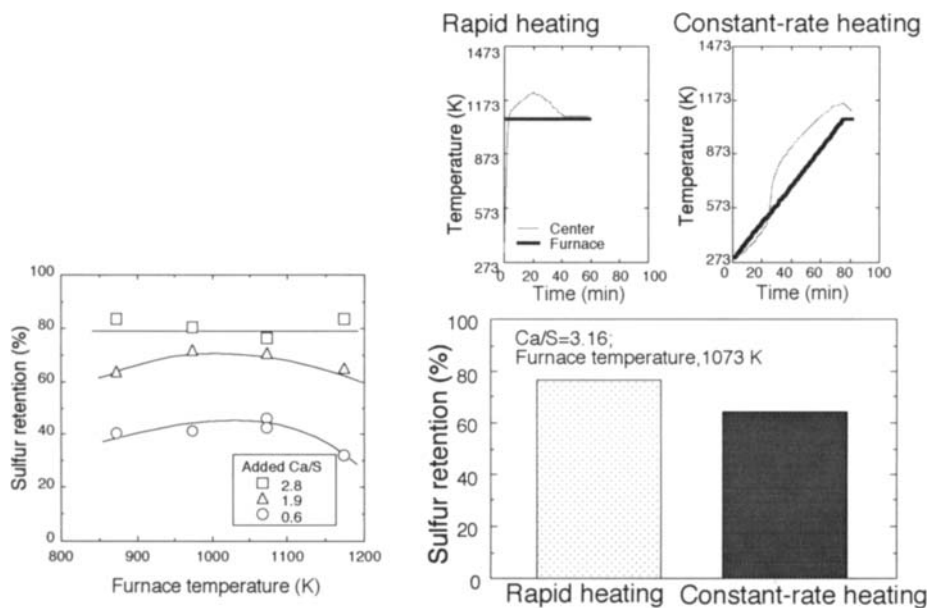 Rapid heating
Constant-rate heating
1473
1173
873
573
273
Temperature (K)
Center
Furnace
0 20 40 60 80 100
Time (min)
1473
1173
873
573
273
Temperature (K)
0 20 40 60 80 100
Time (min)
100
80
60
40
20
0
Sulfur retention (%)
Added Ca/S
2.8
1.9
0.6
800 900 1000 1100 1200
Furnace temperature (K)
100
80
60
40
20
0
Sulfur retention (%)
Ca/S=3.16;
Furnace temperature,1073 K
Rapid heating Constant-rate heating